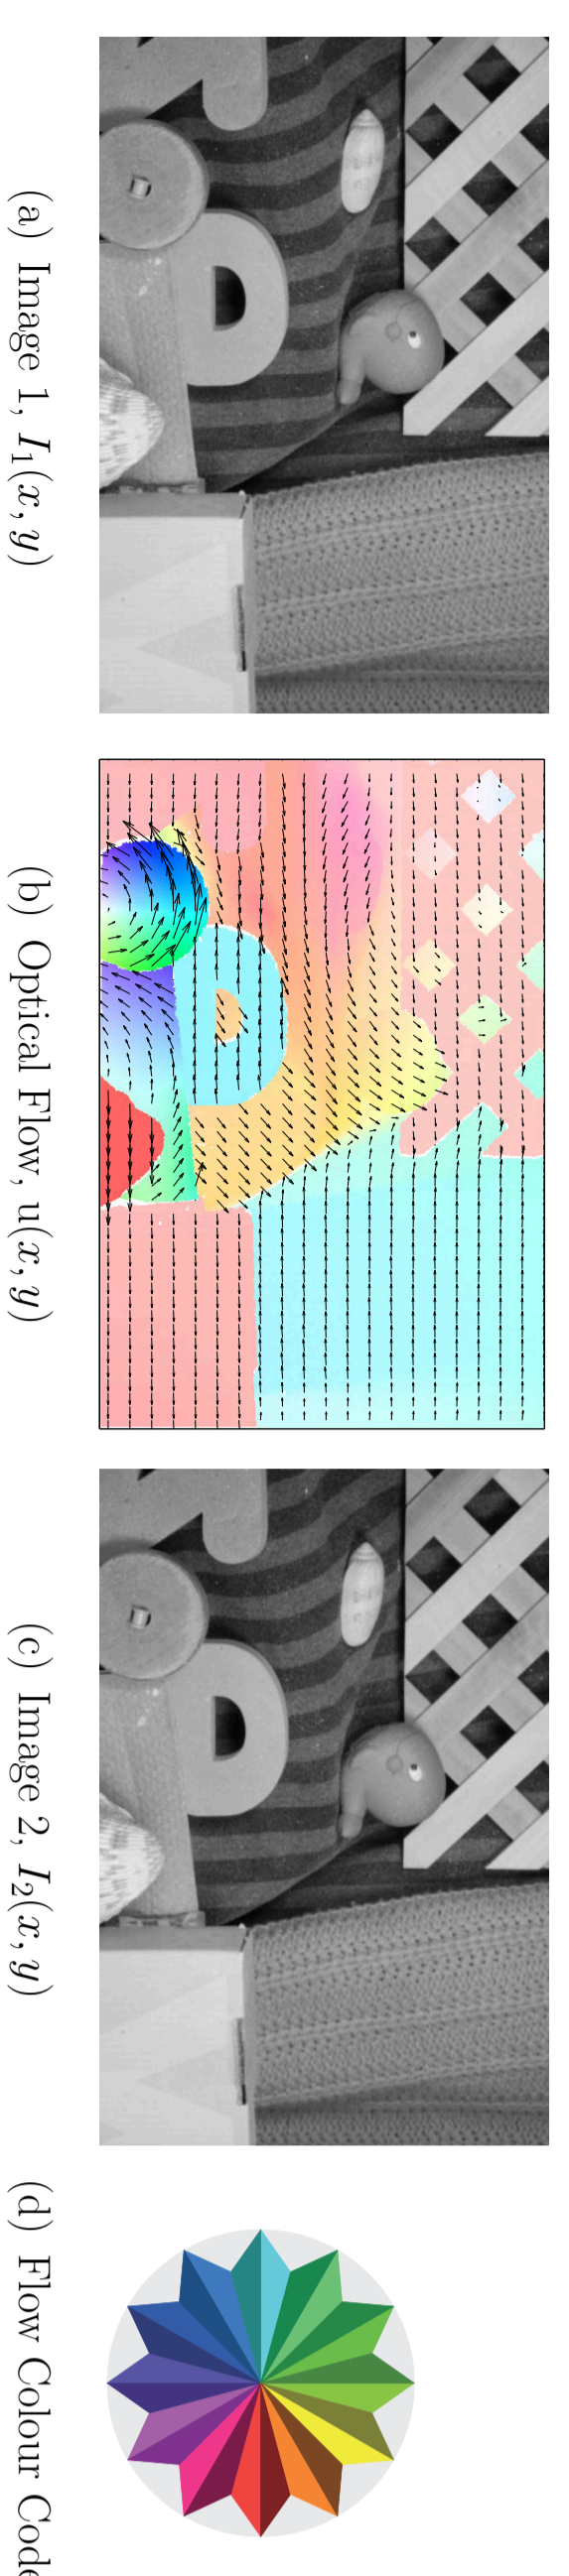 (a) Image 1, I₁(x, y)
(b) Optical Flow, u(x, y)
(c) Image 2, I₂(x, y)
(d) Flow Colour Code